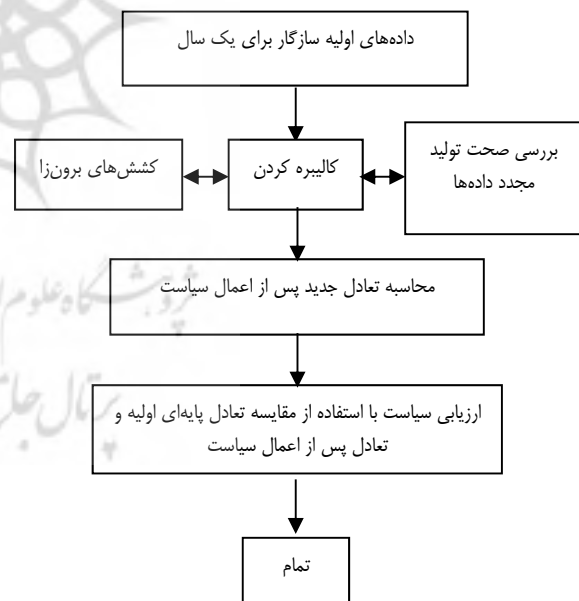 داده‌های اولیه سازگار برای یک سال
بررسی صحت تولید
مجدد داده‌ها
کالیبره کردن
کشش‌های برون‌زا
محاسبه تعادل جدید پس از اعمال سیاست
ارزیابی سیاست با استفاده از مقایسه تعادل پایه‌ای اولیه و
تعادل پس از اعمال سیاست
تمام